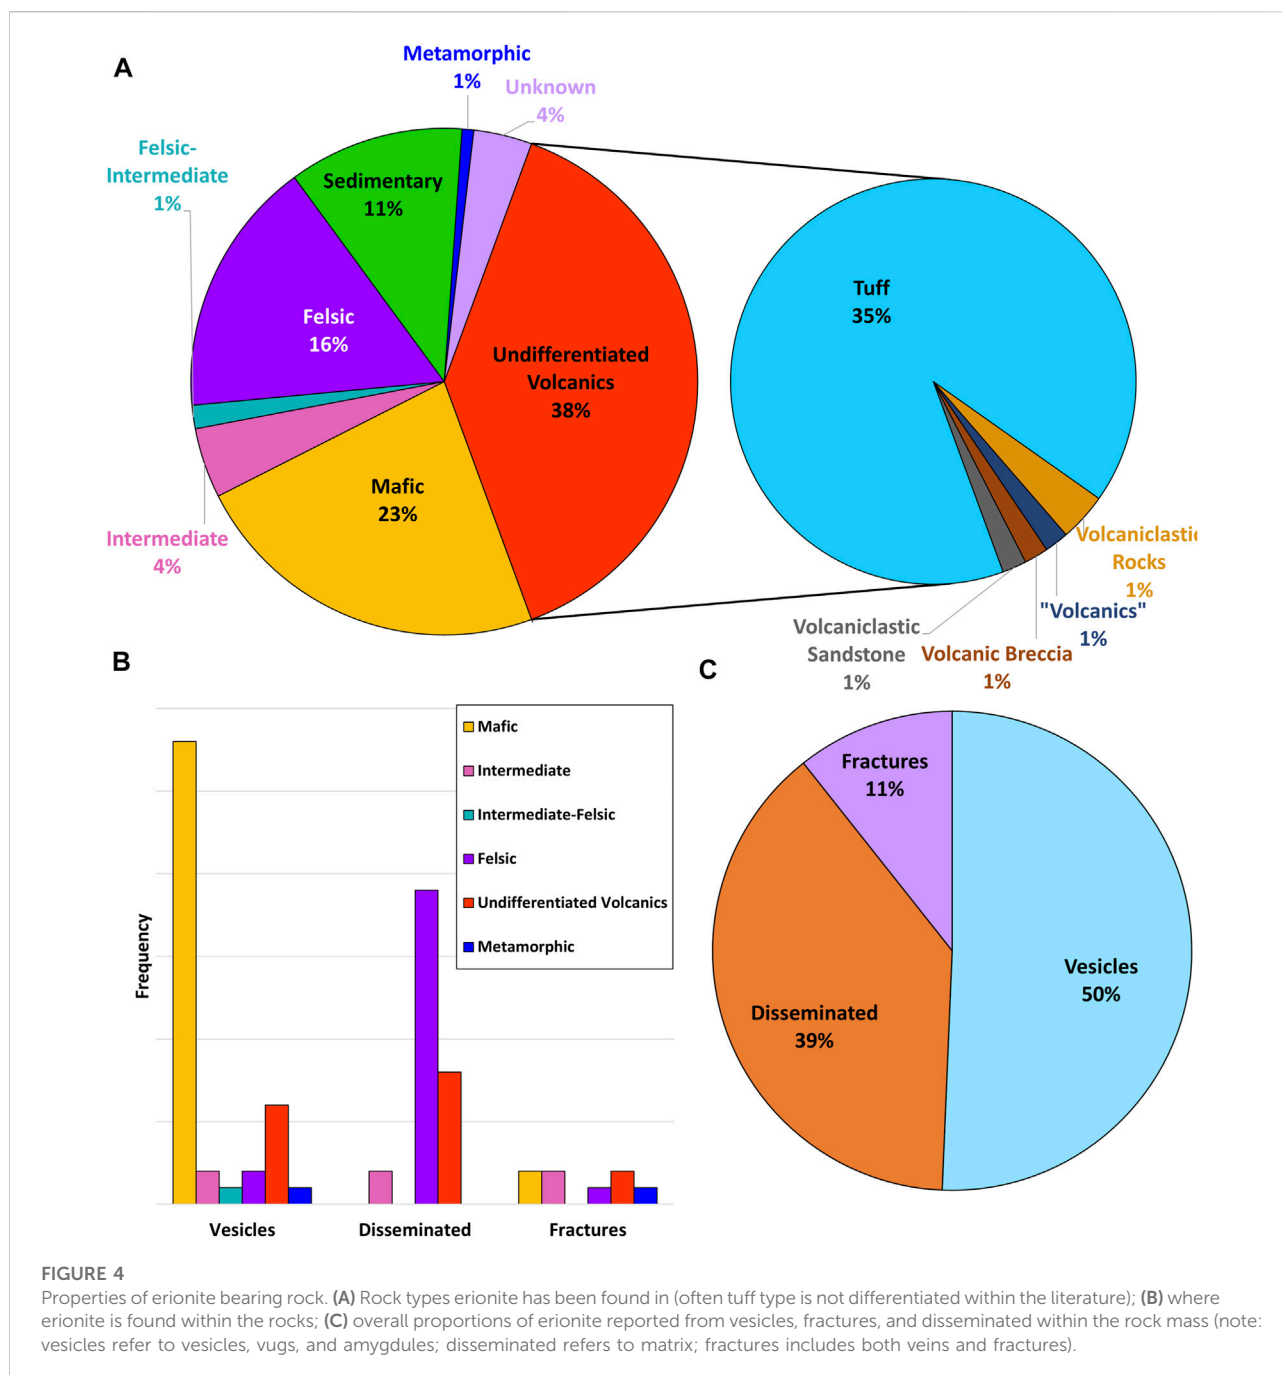 A
Metamorphic
1%
Unknown
4%
Felsic-
Intermediate
1%
Sedimentary
11%
Felsic
16%
Undifferentiated
Volcanics
38%
Mafic
23%
Intermediate
4%
Tuff
35%
Volcaniclastic
Rocks
1%
"Volcanics"
1%
Volcanic Breccia
1%
Volcaniclastic
Sandstone
1%
B
Frequency
Mafic
Intermediate
Intermediate-Felsic
Felsic
Undifferentiated Volcanics
Metamorphic
Vesicles
Disseminated
Fractures
C
Fractures
11%
Vesicles
50%
Disseminated
39%
FIGURE 4
Properties of erionite bearing rock. (A) Rock types erionite has been found in (often tuff type is not differentiated within the literature); (B) where
erionite is found within the rocks; (C) overall proportions of erionite reported from vesicles, fractures, and disseminated within the rock mass (note:
vesicles refer to vesicles, vugs, and amygdules; disseminated refers to matrix; fractures includes both veins and fractures).